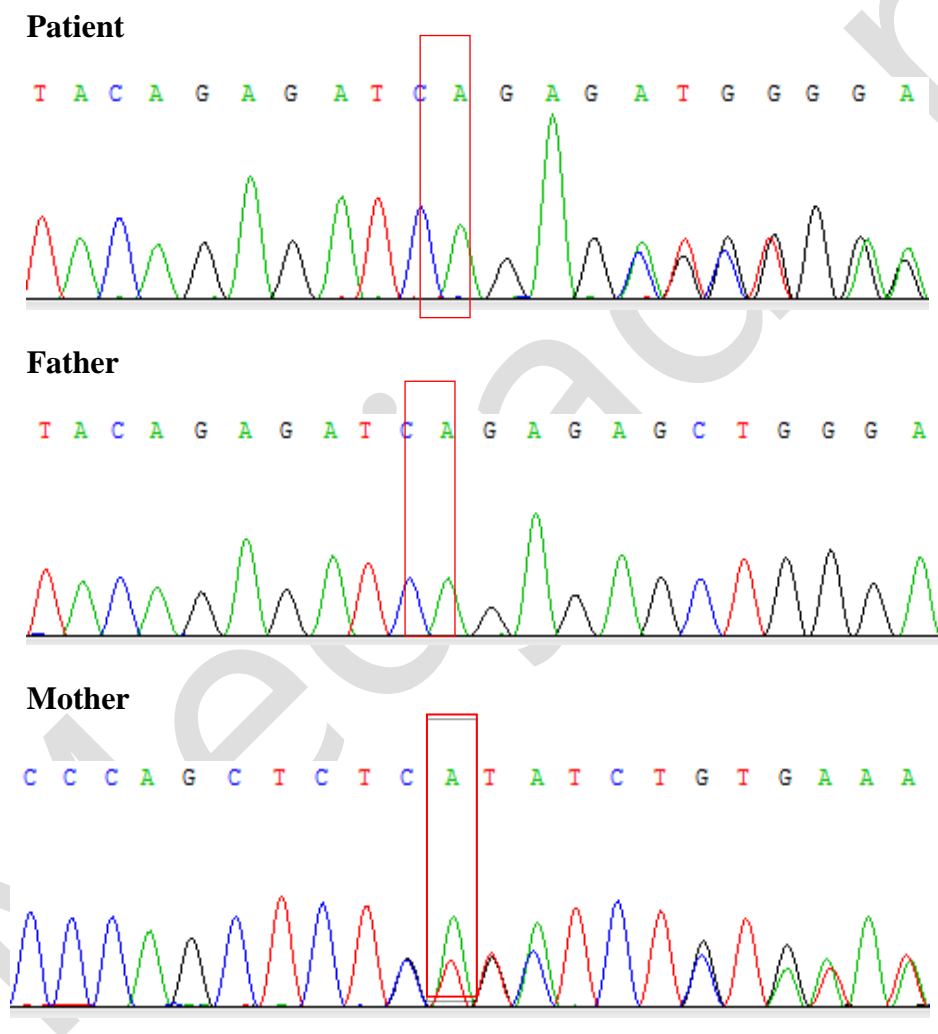 Patient
T A C A G A G A T C A G A G A T G G G G A
Father
T A C A G A G A T C A G A G A G C T G G G A
Mother
C C C A G C T C T C A T A T C T G T G A A A